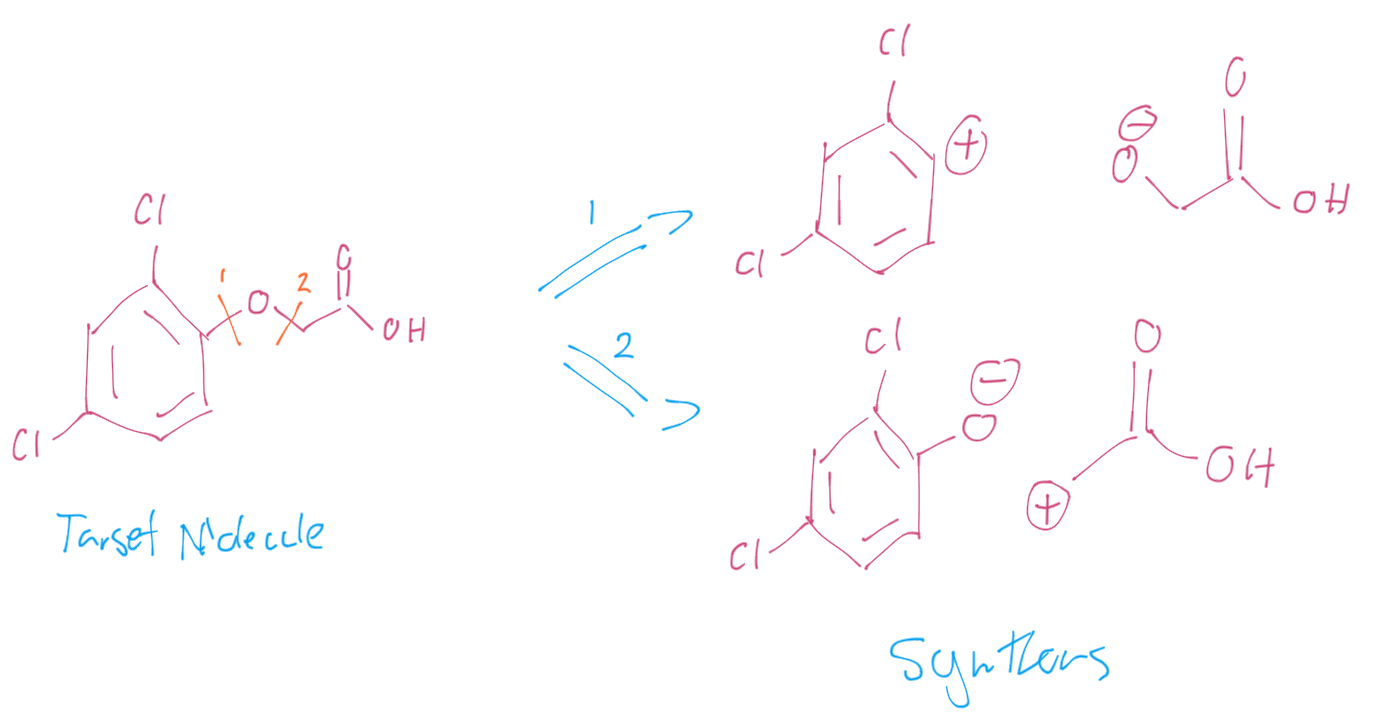 Cl
Cl
1
O
2
O
OH
Target Molecule
1
2
Cl
Cl
+
⊖
O
O
OH
Cl
Cl
O
⊖
O
OH
+
Synthons